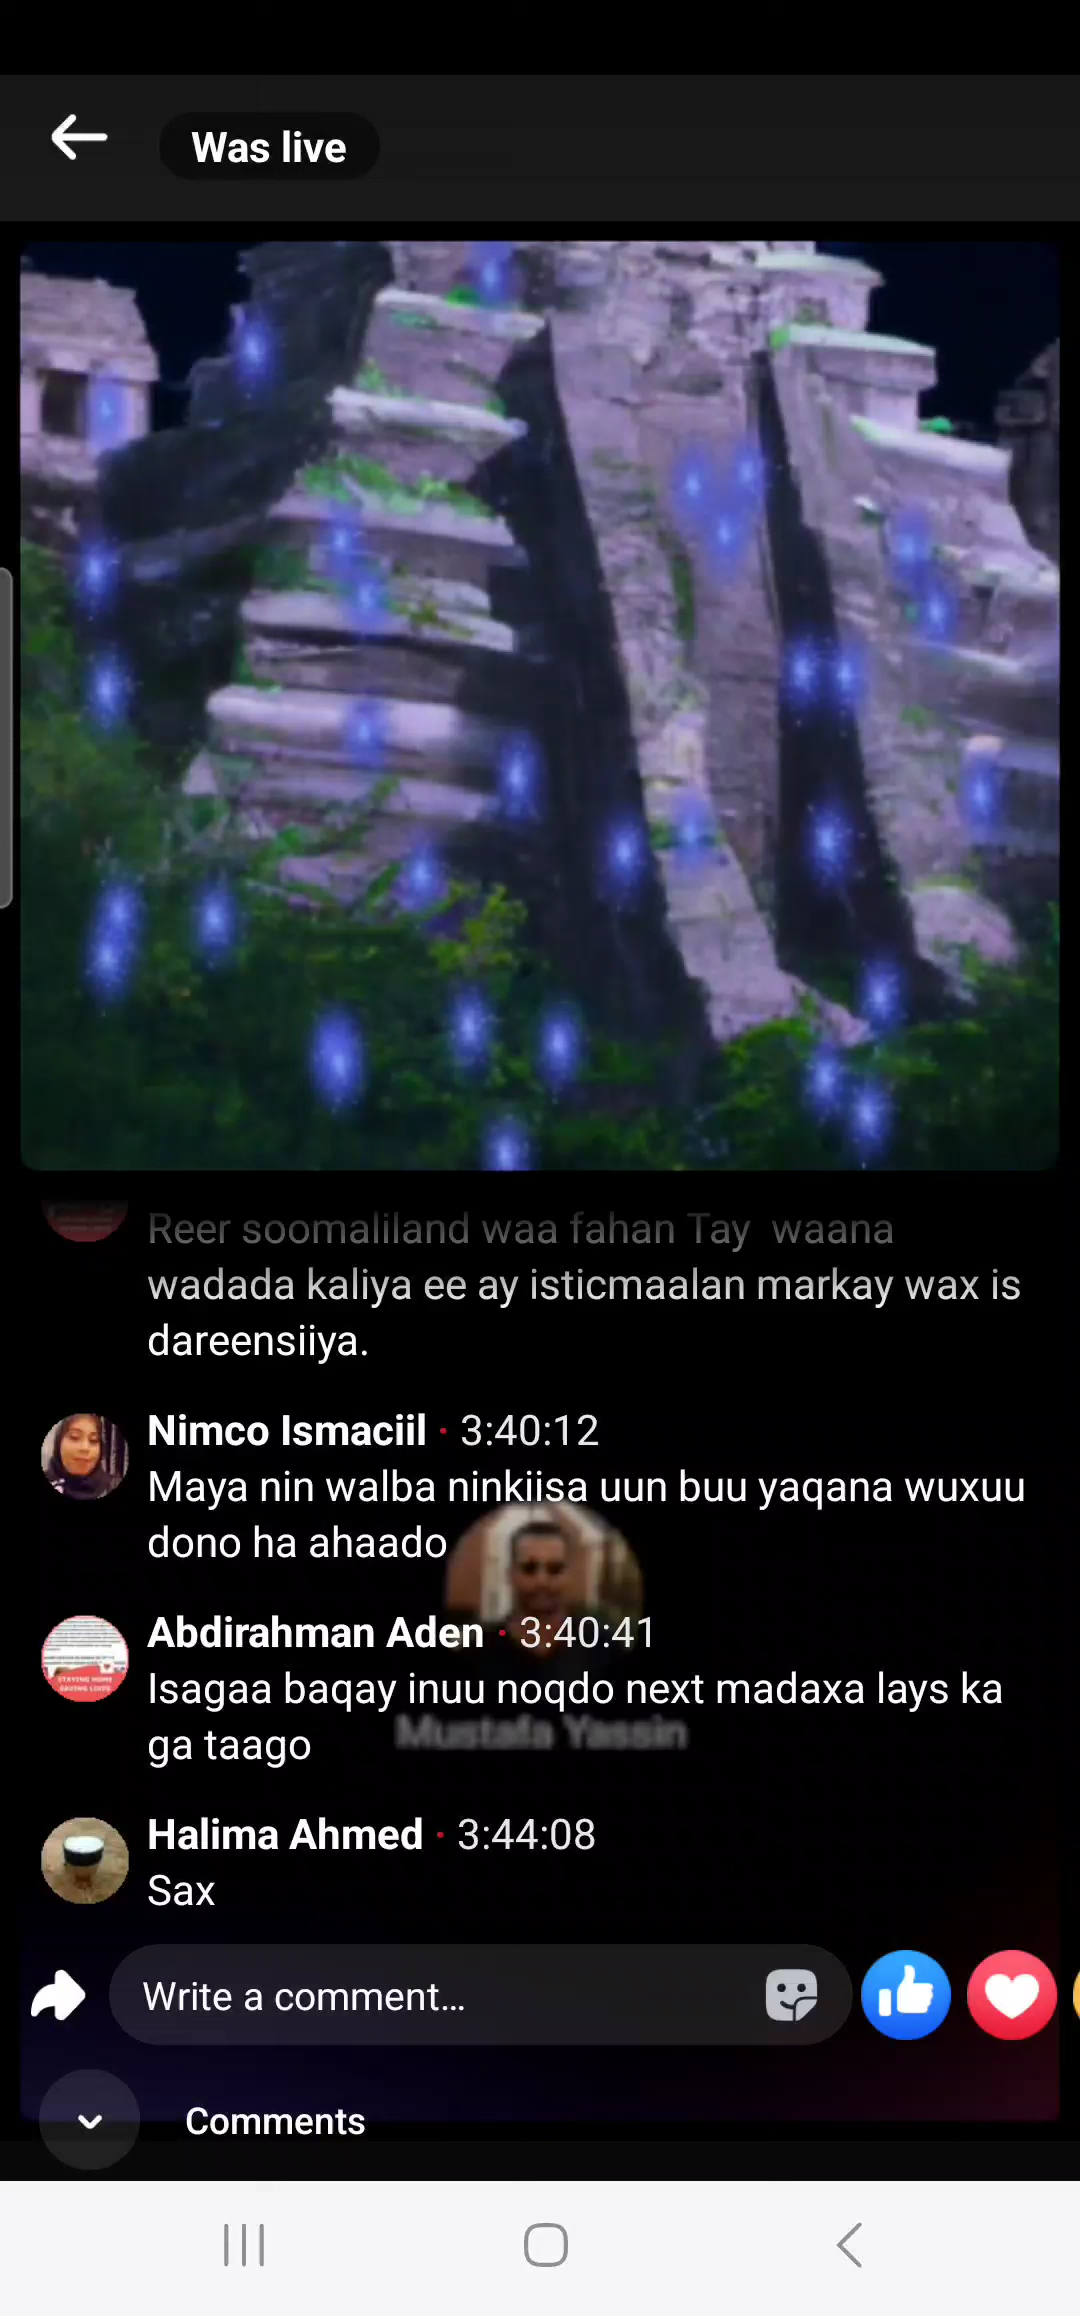 Was live
Reer soomaliland waa fahan Tay waana
wadada kaliya ee ay isticmaalan markay wax is
dareensiiya.
Nimco Ismaciil · 3:40:12
Maya nin walba ninkiisa uun buu yaqana wuxuu
dono ha ahaado
Abdirahman Aden · 3:40:41
Isagaa baqay inuu noqdo next madaxa lays ka
ga taago
Mustafa Yassin
Halima Ahmed · 3:44:08
Sax
Write a comment...
Comments